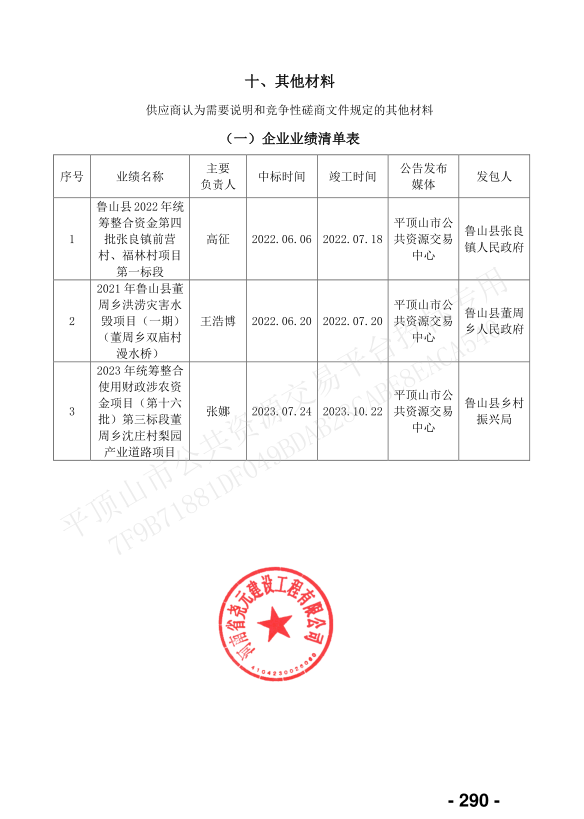 十、其他材料
供应商认为需要说明和竞争性磋商文件规定的其他材料
（一）企业业绩清单表
序号 业绩名称 主要负责人 中标时间 竣工时间 公告发布媒体 发包人
1 鲁山县 2022 年统筹整合资金第四批张良镇前营村、福林村项目第一标段 高征 2022.06.06 2022.07.18 平顶山市公共资源交易中心 鲁山县张良镇人民政府
2 2021 年鲁山县董周乡洪涝灾害水毁项目（一期）（董周乡双庙村漫水桥） 王浩博 2022.06.20 2022.07.20 平顶山市公共资源交易中心 鲁山县董周乡人民政府
3 2023 年统筹整合使用财政涉农资金项目（第十六批）第三标段董周乡沈庄村梨园产业道路项目 张娜 2023.07.24 2023.10.22 平顶山市公共资源交易中心 鲁山县乡村振兴局
河南省尧元建设工程有限公司
- 290 -